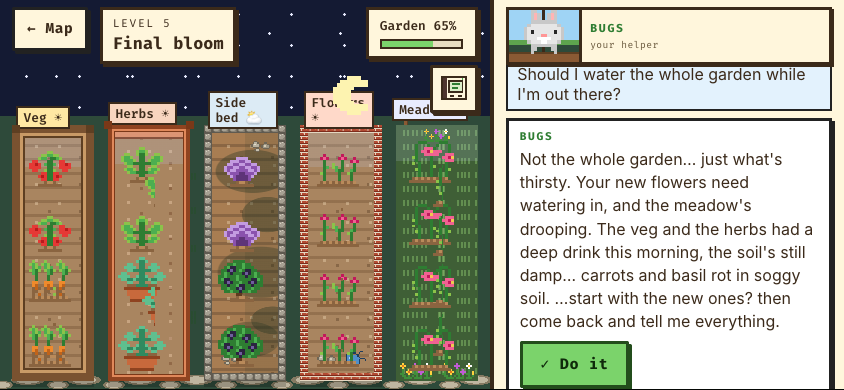 ← Map
LEVEL 5
Final bloom
Garden 65%
Veg ☀
Herbs ☀
Side
bed ⛅
☀
BUGS
your helper
Should I water the whole garden while
I'm out there?
BUGS
Not the whole garden... just what's
thirsty. Your new flowers need
watering in, and the meadow's
drooping. The veg and the herbs had a
deep drink this morning, the soil's still
damp... carrots and basil rot in soggy
soil. ...start with the new ones? then
come back and tell me everything.
✓ Do it